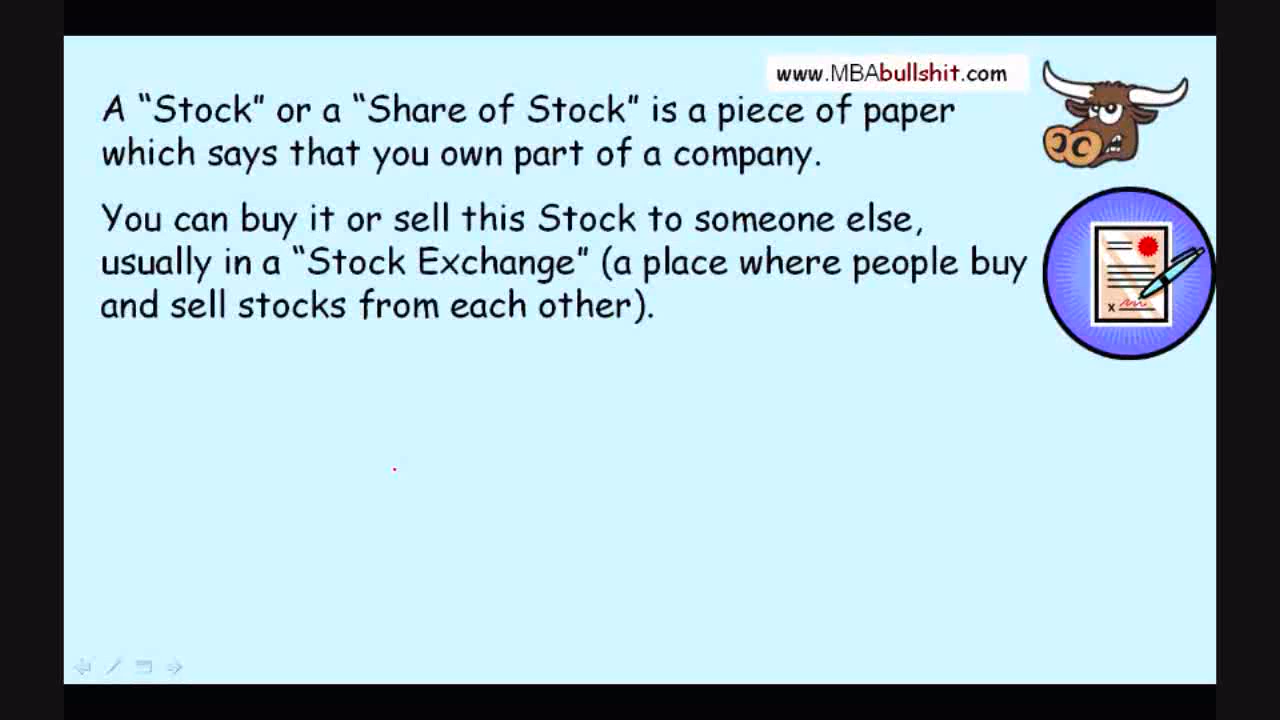 www.MBAbullshit.com
A “Stock” or a “Share of Stock” is a piece of paper
which says that you own part of a company.
You can buy it or sell this Stock to someone else,
usually in a “Stock Exchange” (a place where people buy
and sell stocks from each other).
x